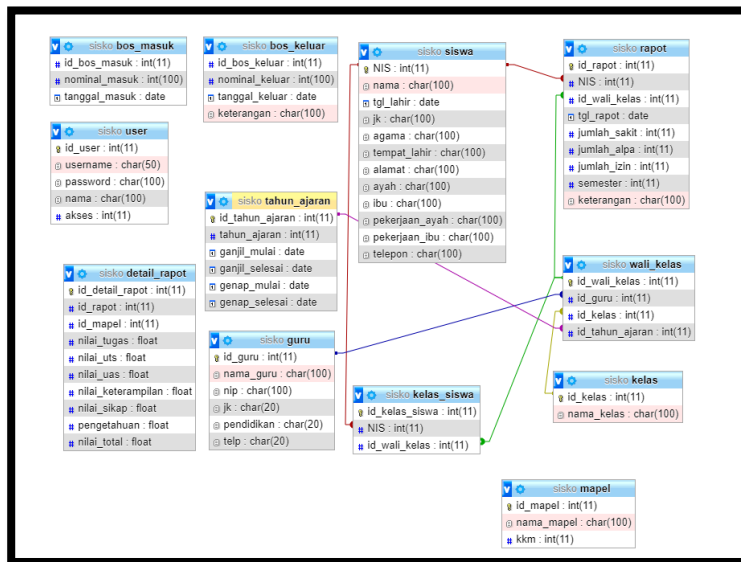 sisko bos_masuk
id_bos_masuk : int(11)
nominal_masuk : int(100)
tanggal_masuk : date
sisko bos_keluar
id_bos_keluar : int(11)
nominal_keluar : int(100)
tanggal_keluar : date
keterangan : char(100)
sisko siswa
NIS : int(11)
nama : char(100)
tgl_lahir : date
jk : char(100)
agama : char(100)
tempat_lahir : char(100)
alamat : char(100)
ayah : char(100)
ibu : char(100)
pekerjaan_ayah : char(100)
pekerjaan_ibu : char(100)
telepon : char(100)
sisko rapot
id_rapot : int(11)
NIS : int(11)
id_wali_kelas : int(11)
tgl_rapot : date
jumlah_sakit : int(11)
jumlah_alpa : int(11)
jumlah_izin : int(11)
semester : int(11)
keterangan : char(100)
sisko user
id_user : int(11)
username : char(50)
password : char(100)
nama : char(100)
akses : int(11)
sisko tahun_ajaran
id_tahun_ajaran : int(11)
tahun_ajaran : int(11)
ganjil_mulai : date
ganjil_selesai : date
genap_mulai : date
genap_selesai : date
sisko detail_rapot
id_detail_rapot : int(11)
id_rapot : int(11)
id_mapel : int(11)
nilai_tugas : float
nilai_uts : float
nilai_uas : float
nilai_keterampilan : float
nilai_sikap : float
pengetahuan : float
nilai_total : float
sisko wali_kelas
id_wali_kelas : int(11)
id_guru : int(11)
id_kelas : int(11)
id_tahun_ajaran : int(11)
sisko guru
id_guru : int(11)
nama_guru : char(100)
nip : char(100)
jk : char(20)
pendidikan : char(20)
telp : char(20)
sisko kelas_siswa
id_kelas_siswa : int(11)
NIS : int(11)
id_wali_kelas : int(11)
sisko kelas
id_kelas : int(11)
nama_kelas : char(100)
sisko mapel
id_mapel : int(11)
nama_mapel : char(100)
kkm : int(11)